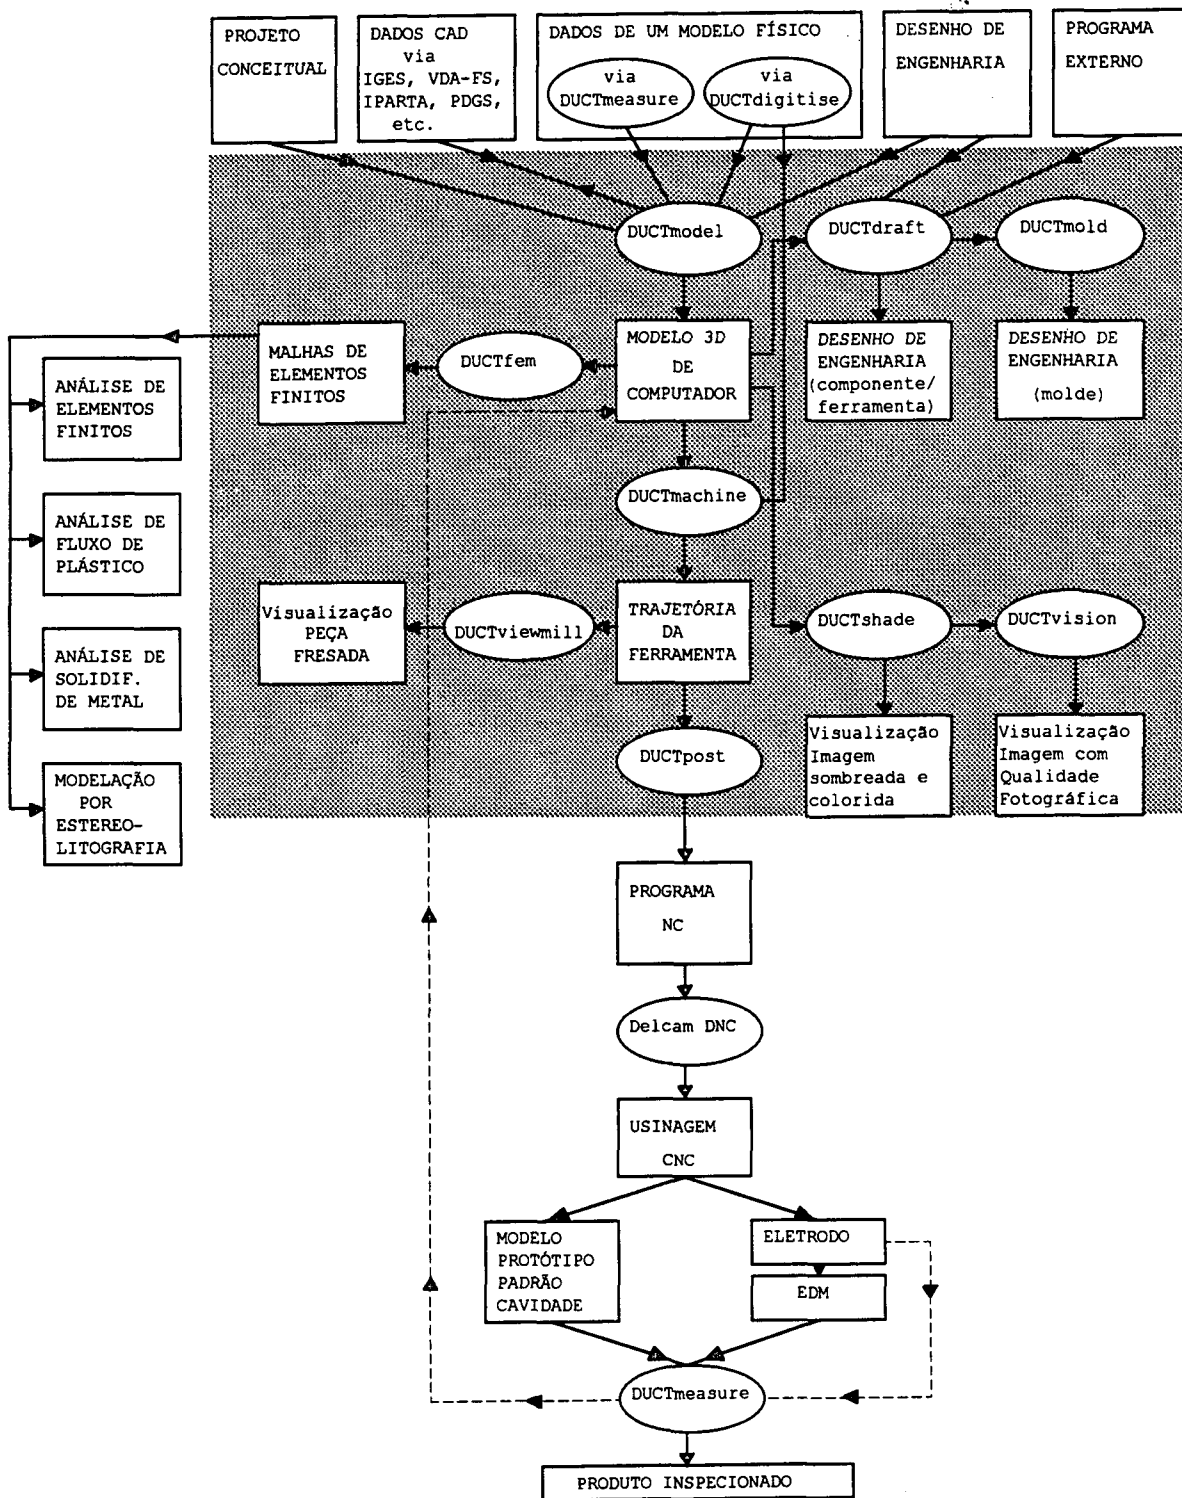 PROJETO
CONCEITUAL
DADOS CAD
via
IGES, VDA-FS,
IPARTA, PDGS,
etc.
DADOS DE UM MODELO FÍSICO
via
DUCTmeasure
via
DUCTdigitise
DESENHO DE
ENGENHARIA
PROGRAMA
EXTERNO
DUCTmodel
DUCTdraft
DUCTmold
MALHAS DE
ELEMENTOS
FINITOS
DUCTfem
MODELO 3D
DE
COMPUTADOR
DESENHO DE
ENGENHARIA
(componente/
ferramenta)
DESENHO DE
ENGENHARIA
(molde)
ANÁLISE DE
ELEMENTOS
FINITOS
DUCTmachine
ANÁLISE DE
FLUXO DE
PLÁSTICO
Visualização
PEÇA
FRESADA
DUCTviewmill
TRAJETÓRIA
DA
FERRAMENTA
DUCTshade
DUCTvision
ANÁLISE DE
SOLIDIF.
DE METAL
DUCTpost
Visualização
Imagem
sombreada e
colorida
Visualização
Imagem com
Qualidade
Fotográfica
MODELAÇÃO
POR
ESTEREO-
LITOGRAFIA
PROGRAMA
NC
Delcam DNC
USINAGEM
CNC
MODELO
PROTÓTIPO
PADRÃO
CAVIDADE
ELETRODO
EDM
DUCTmeasure
PRODUTO INSPECIONADO